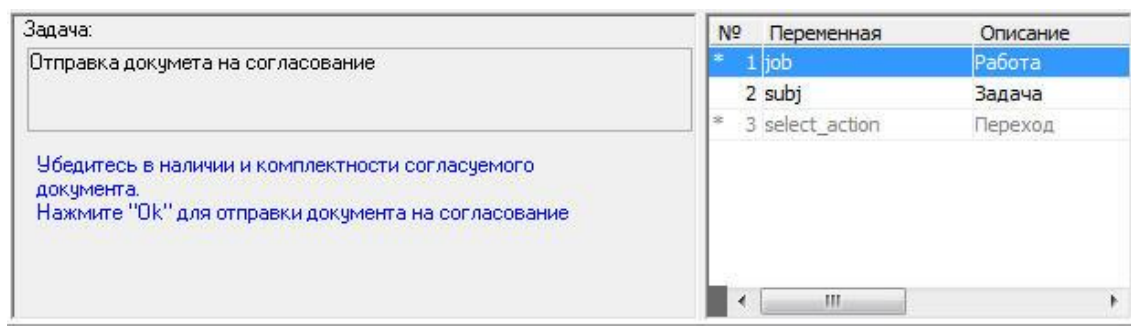 Задача:
Отправка докумета на согласование
Убедитесь в наличии и комплектности согласуемого
документа.
Нажмите "Ok" для отправки документа на согласование
№ Переменная Описание
* 1 job Работа
2 subj Задача
* 3 select_action Переход